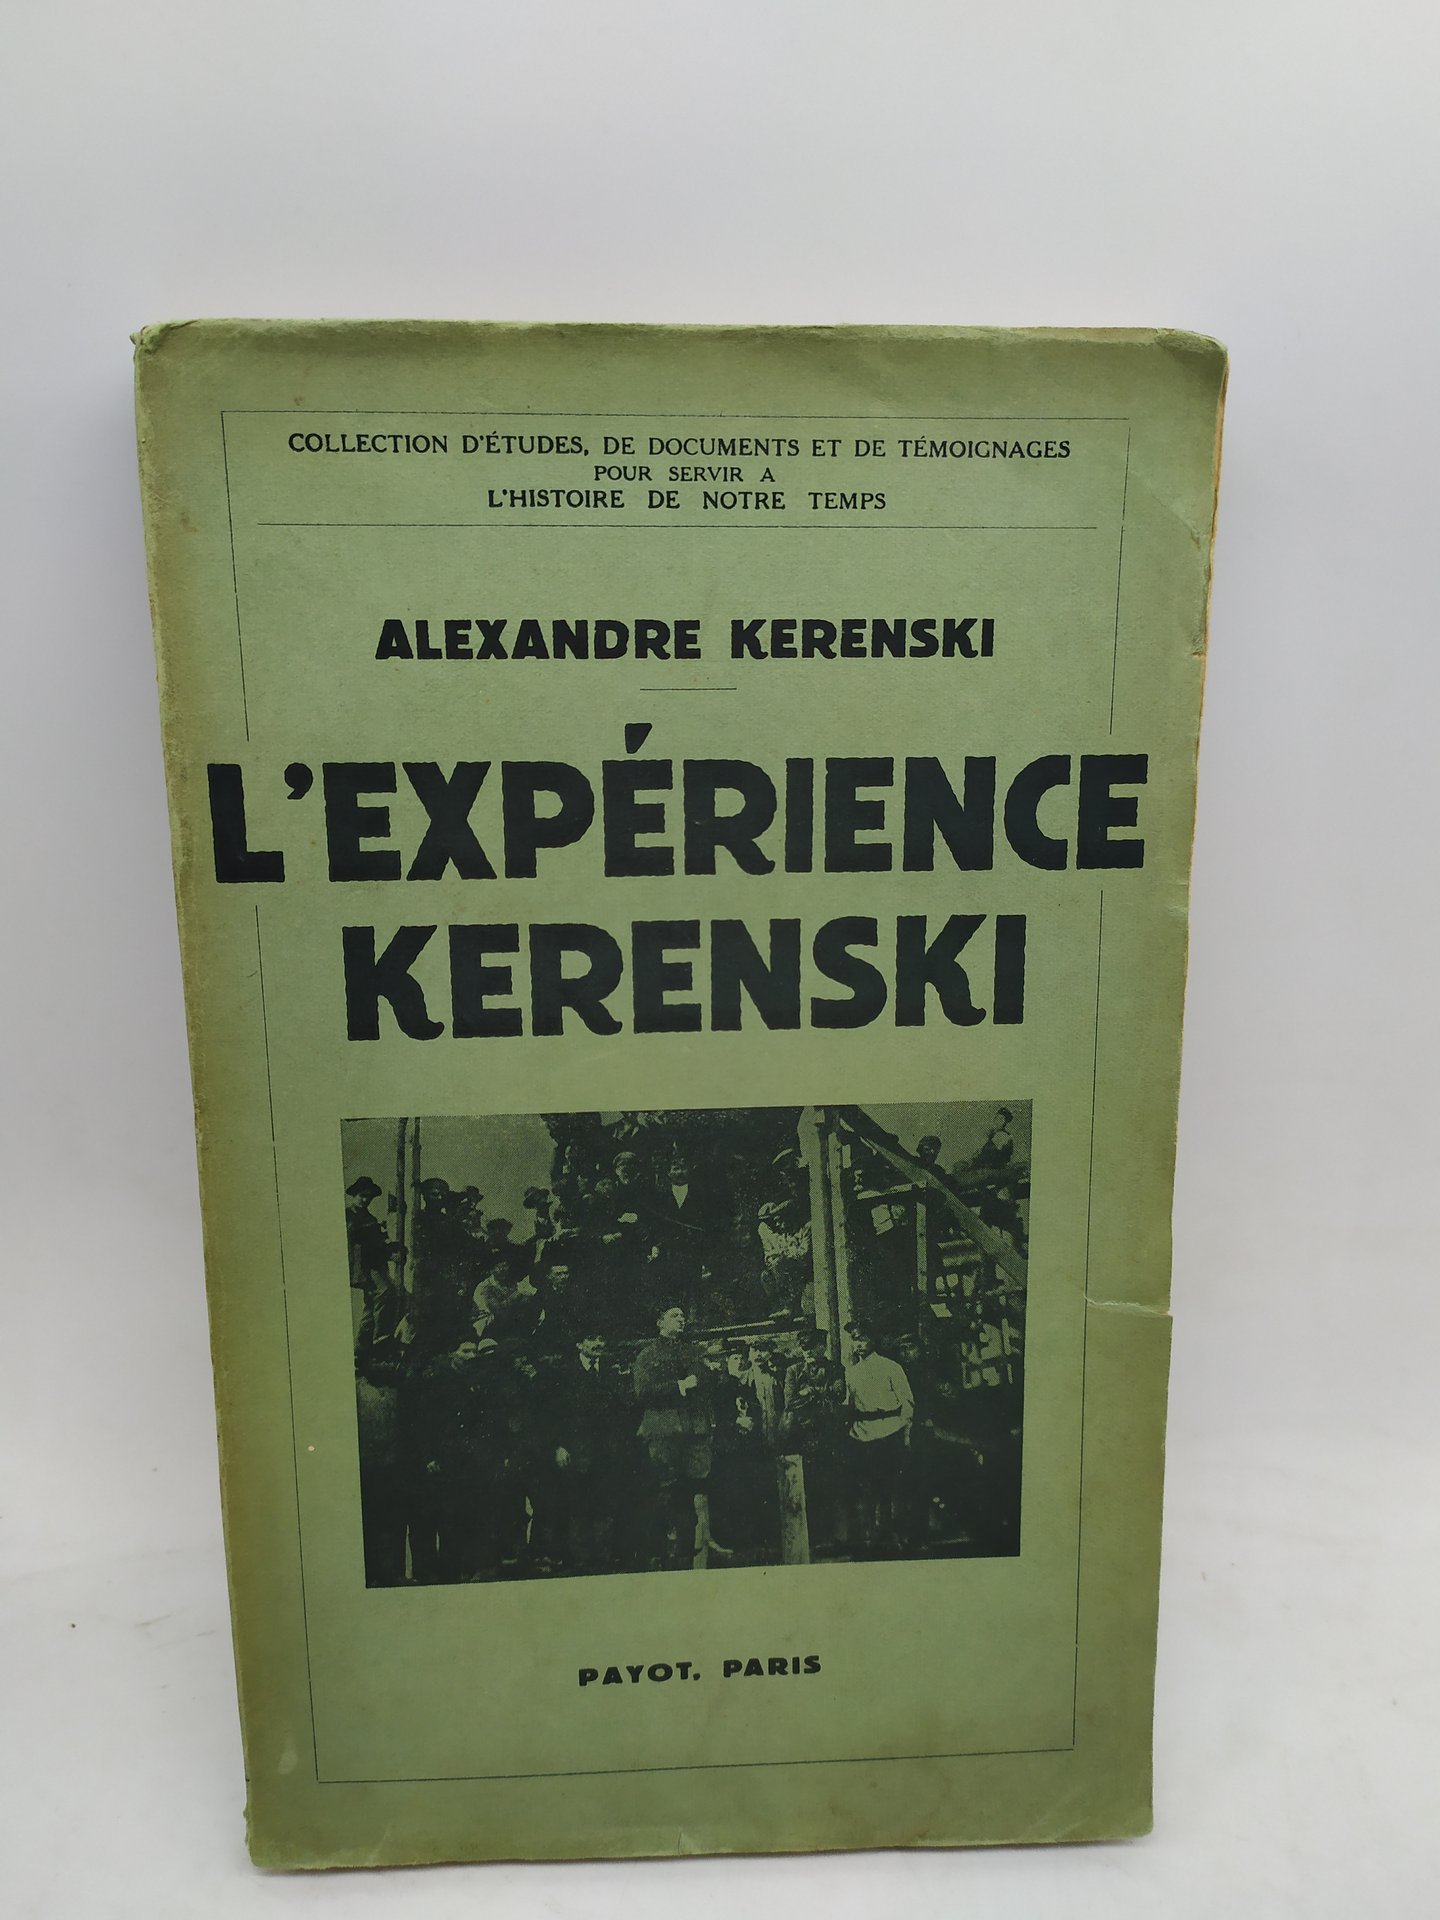 COLLECTION D'ÉTUDES, DE DOCUMENTS ET DE TÉMOIGNAGES
POUR SERVIR A
L'HISTOIRE DE NOTRE TEMPS
ALEXANDRE KERENSKI
L'EXPÉRIENCE
KERENSKI
PAYOT, PARIS